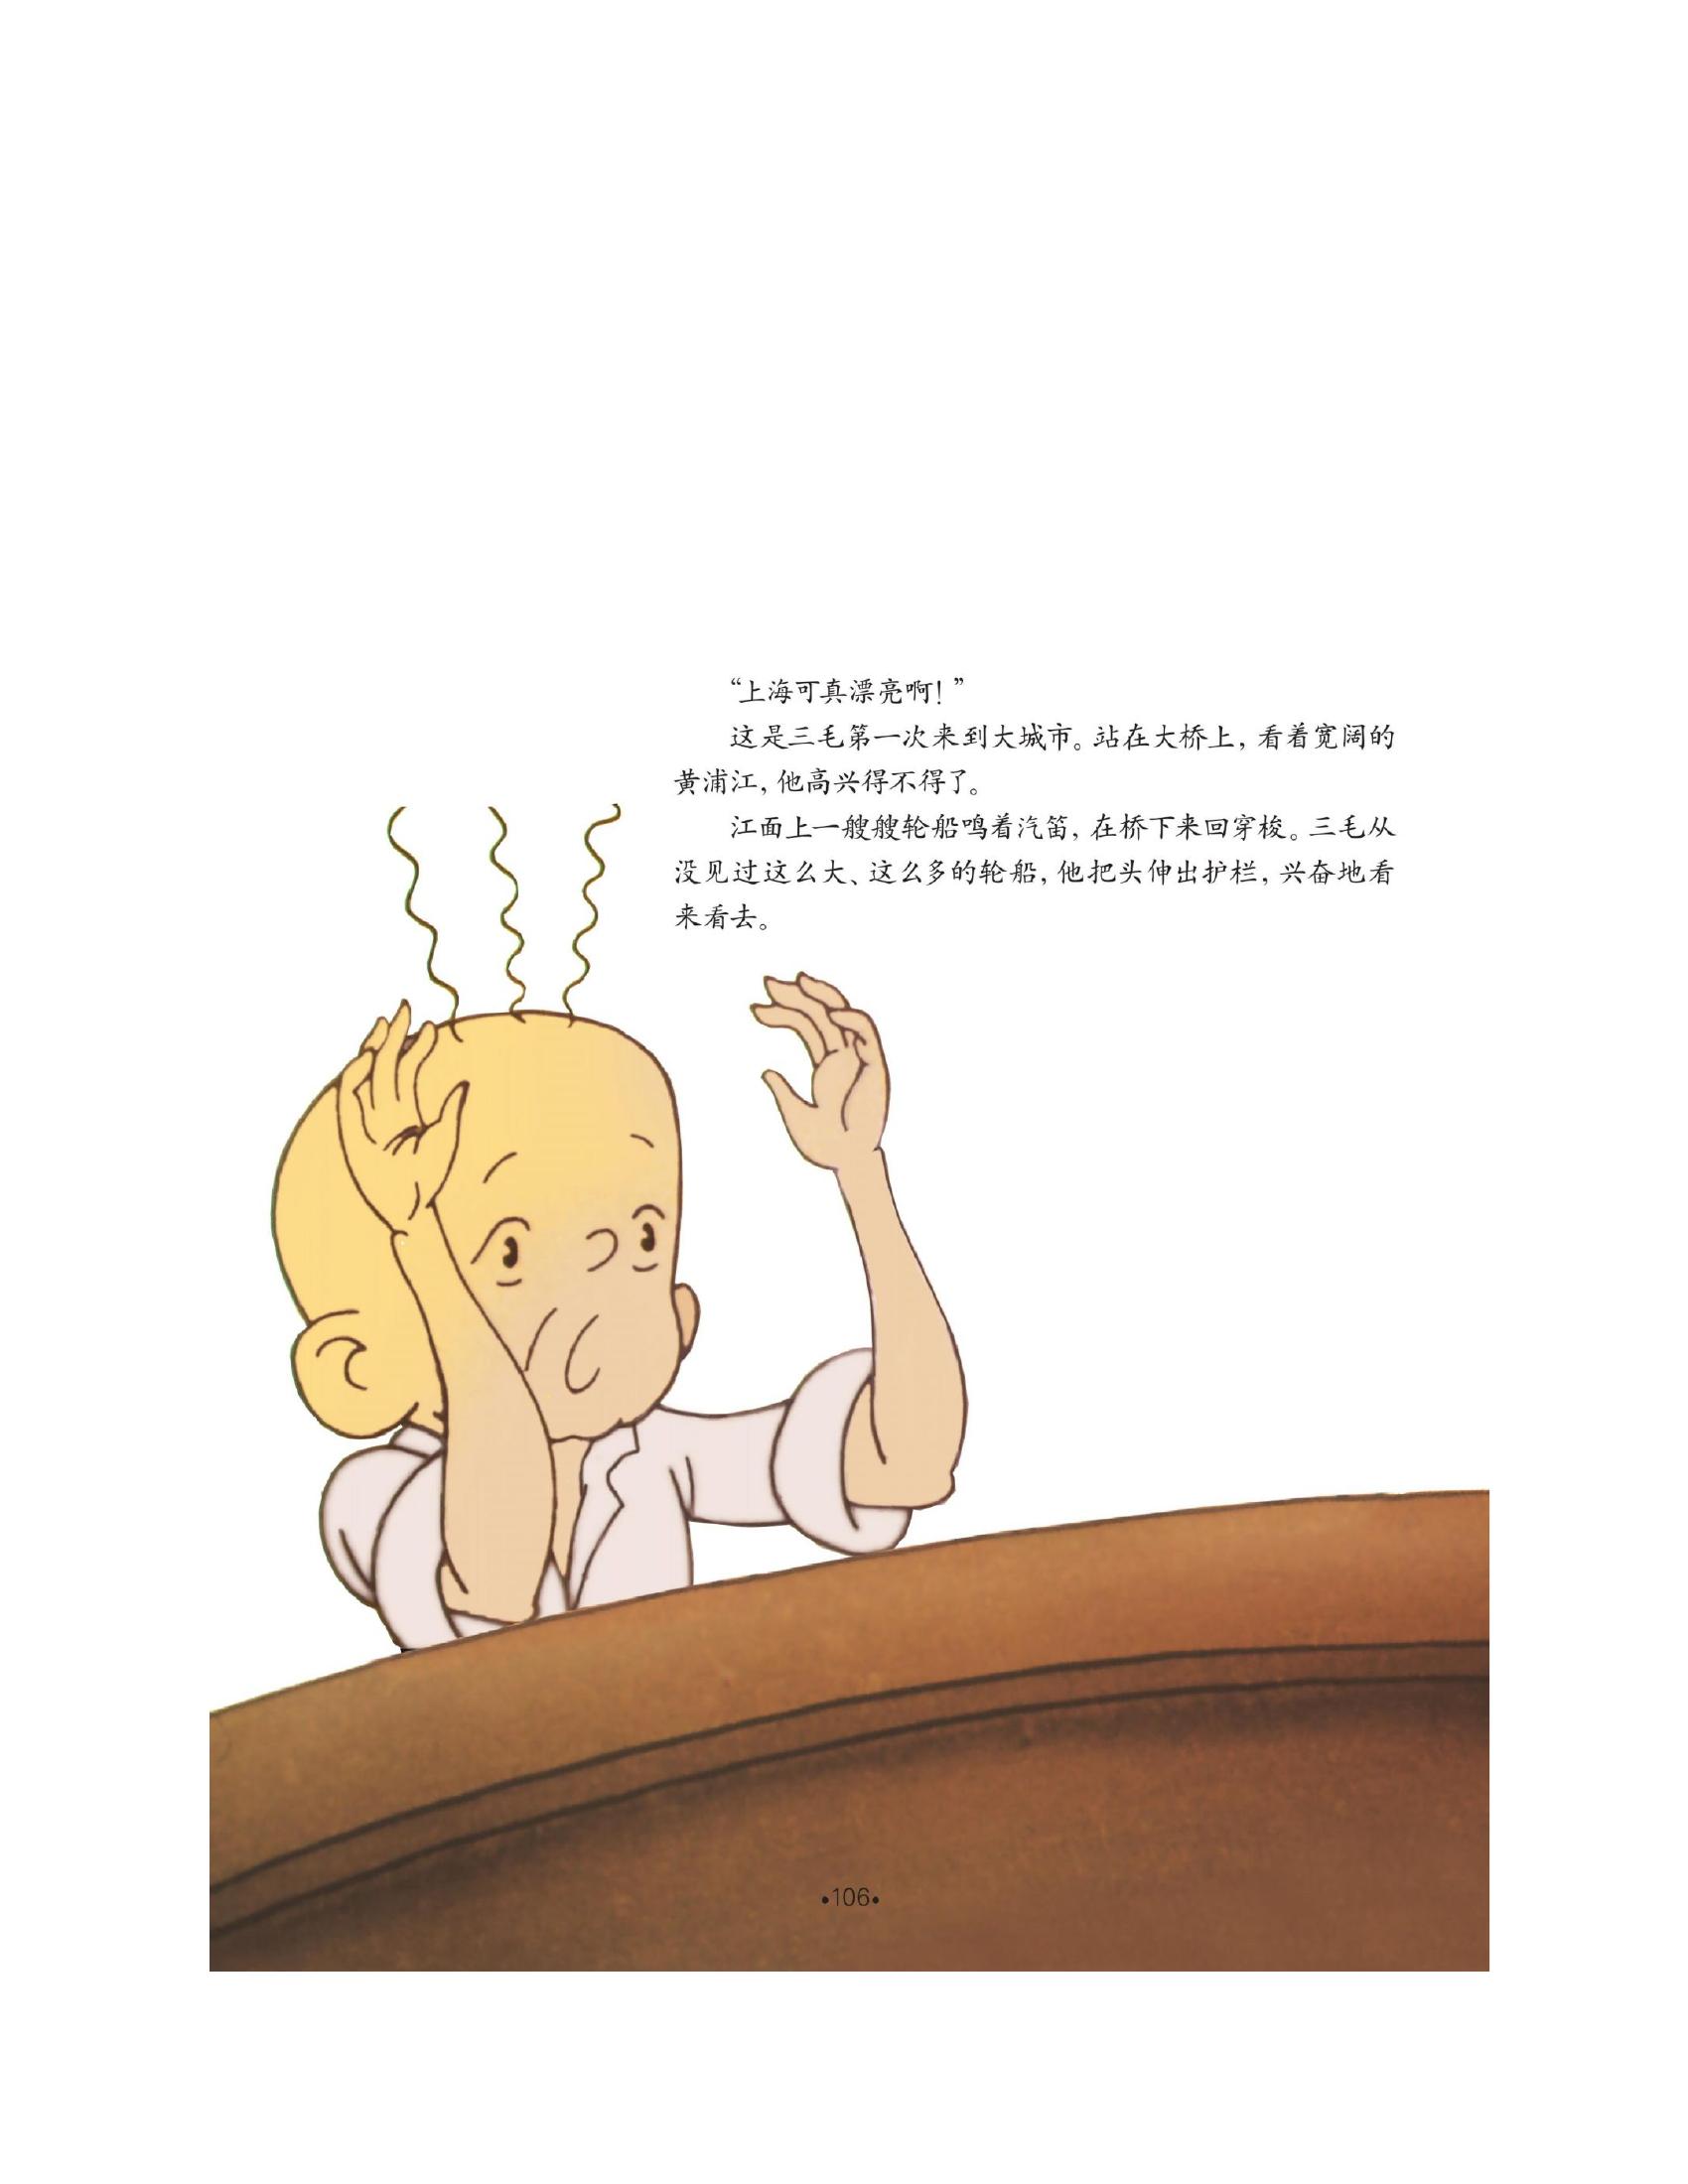 “上海可真漂亮啊！”
这是三毛第一次来到大城市。站在大桥上，看着宽阔的
黄浦江，他高兴得不得了。
江面上一艘艘轮船鸣着汽笛，在桥下来回穿梭。三毛从
没见过这么大、这么多的轮船，他把头伸出护栏，兴奋地看
来看去。
•106•